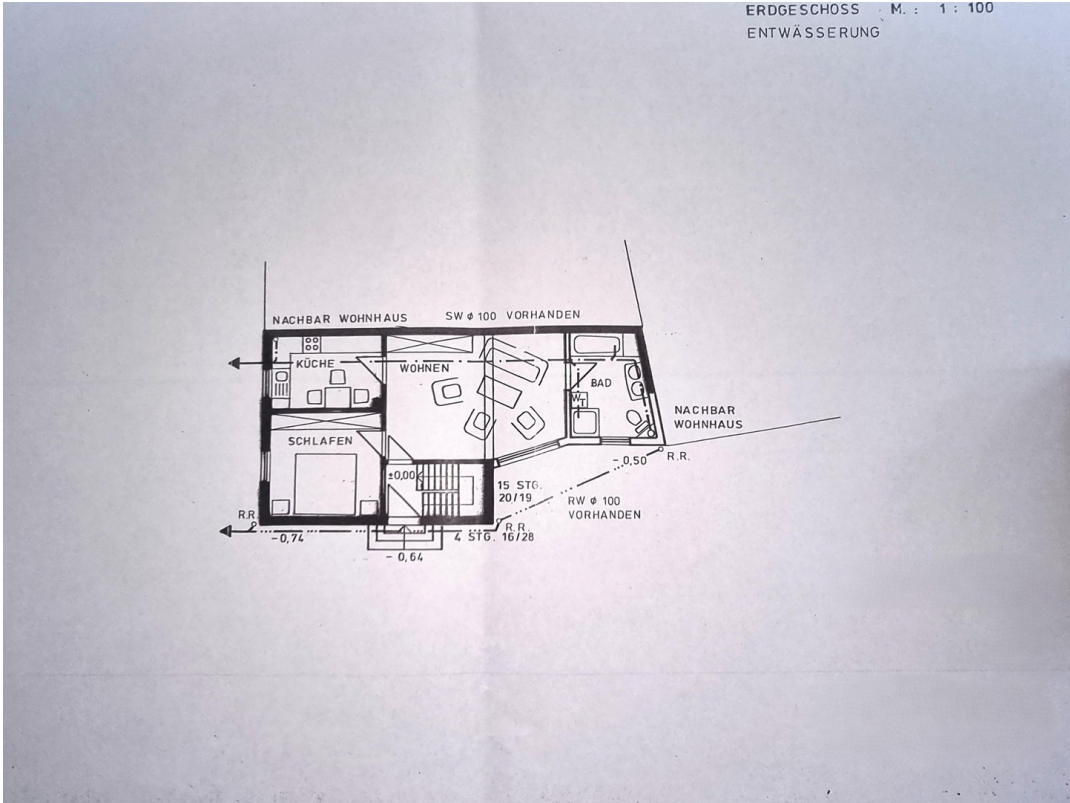 ERDGESCHOSS M. : 1 : 100
ENTWÄSSERUNG
NACHBAR WOHNHAUS
SW ϕ 100 VORHANDEN
KÜCHE
WOHNEN
BAD
WT
NACHBAR
WOHNHAUS
SCHLAFEN
±0,00
-0,50
R.R.
15 STG.
20/19
RW ϕ 100
VORHANDEN
R.R.
R.R.
-0,74
4 STG. 16/28
-0,64